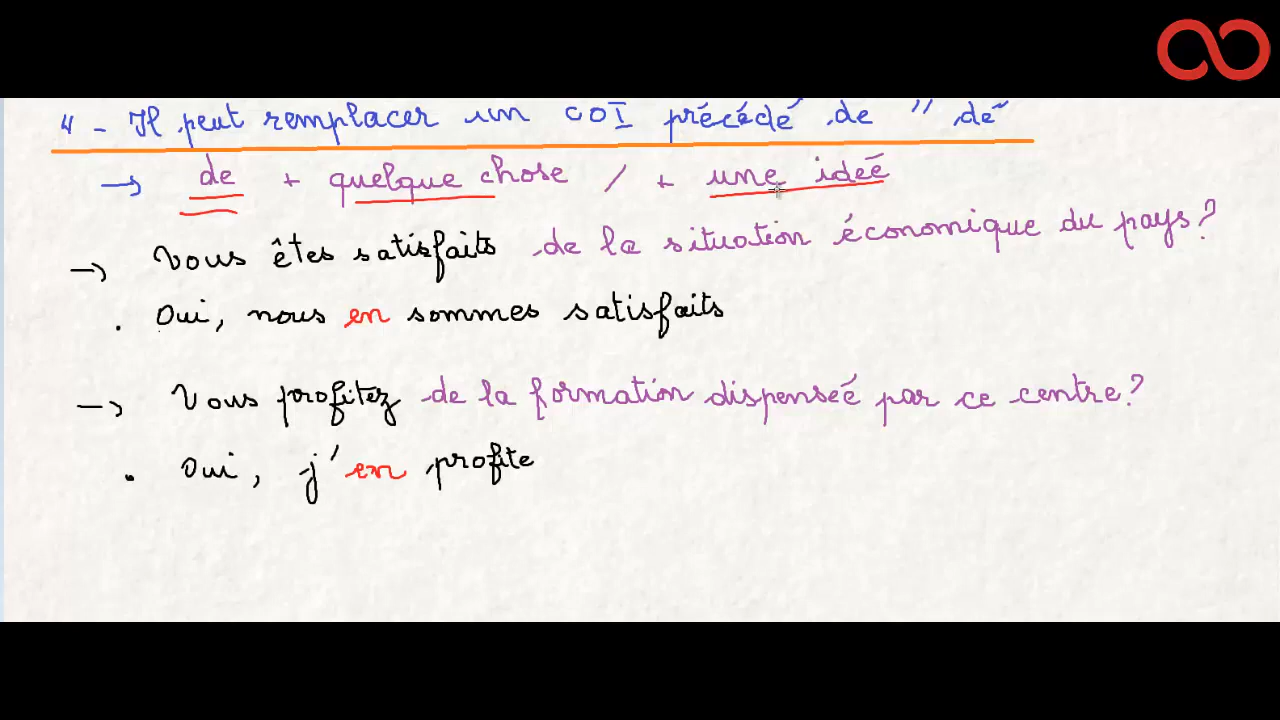 4 - Il peut remplacer un COI précédé de " de"
→ de + quelque chose / + une idée
→ Vous êtes satisfaits de la situation économique du pays?
. Oui, nous en sommes satisfaits
→ Vous profitez de la formation dispensée par ce centre?
. Oui, j'en profite